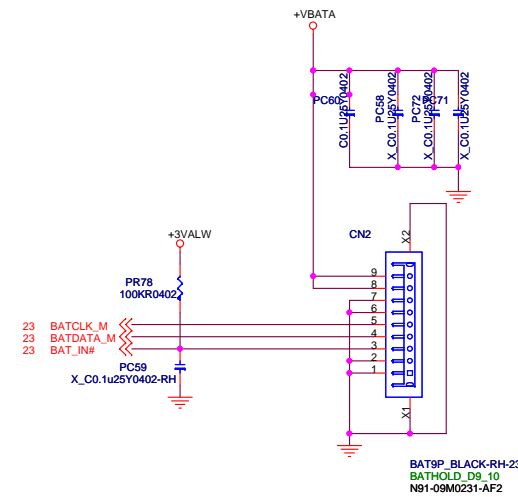 +VBATA
PC60
C0.1U25Y0402
PC58
X_C0.1U25Y0402
PC72
X_C0.1U25Y0402
PC71
X_C0.1U25Y0402
+3VALW
CN2
X2
PR78
100KR0402
9
8
7
6
5
4
3
2
1
23 BATCLK_M
23 BATDATA_M
23 BAT_IN#
PC59
X_C0.1u25Y0402-RH
X1
BAT9P_BLACK-RH-23
BATHOLD_D9_10
N91-09M0231-AF2